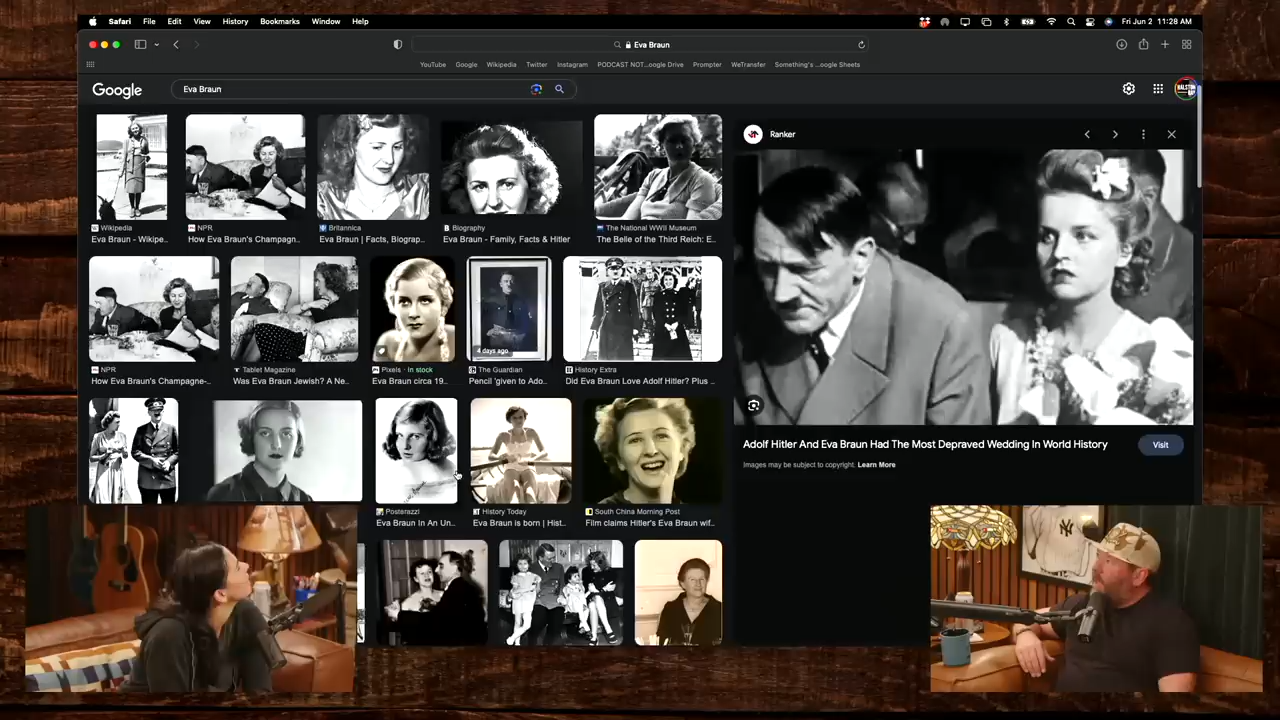 Safari File Edit View History Bookmarks Window Help Fri Jun 2 11:28 AM
Eva Braun
YouTube Google Wikipedia Twitter Instagram PODCAST NOT...oogle Drive Prompter WeTransfer Something's ...oogle Sheets
Google Eva Braun
Ranker
Wikipedia
Eva Braun - Wikipe..
NPR
How Eva Braun's Champagn..
Britannica
Eva Braun | Facts, Biograp..
Biography
Eva Braun - Family, Facts & Hitler
The National WWII Museum
The Belle of the Third Reich: E..
4 days ago
NPR
How Eva Braun's Champagne-..
Tablet Magazine
Was Eva Braun Jewish? A Ne..
Pixels · In stock
Eva Braun circa 19..
The Guardian
Pencil 'given to Ado..
History Extra
Did Eva Braun Love Adolf Hitler? Plus ..
Adolf Hitler And Eva Braun Had The Most Depraved Wedding In World History
Visit
Images may be subject to copyright. Learn More
Posterazzi
Eva Braun In An Un..
History Today
Eva Braun is born | Hist..
South China Morning Post
Film claims Hitler's Eva Braun wif..